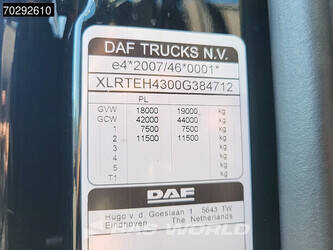 70292610
DAF TRUCKS N.V.
e4*2007/46*0001*
XLRTEH4300G384712
PL
GVW 18000 19000 kg
GCW 42000 44000 kg
1 7500 7500 kg
2 11500 11500 kg
3 kg
4 kg
5 kg
T1 kg
DAF
Hugo v. d. Goeslaan 1 5643 TW
Eindhoven The Netherlands